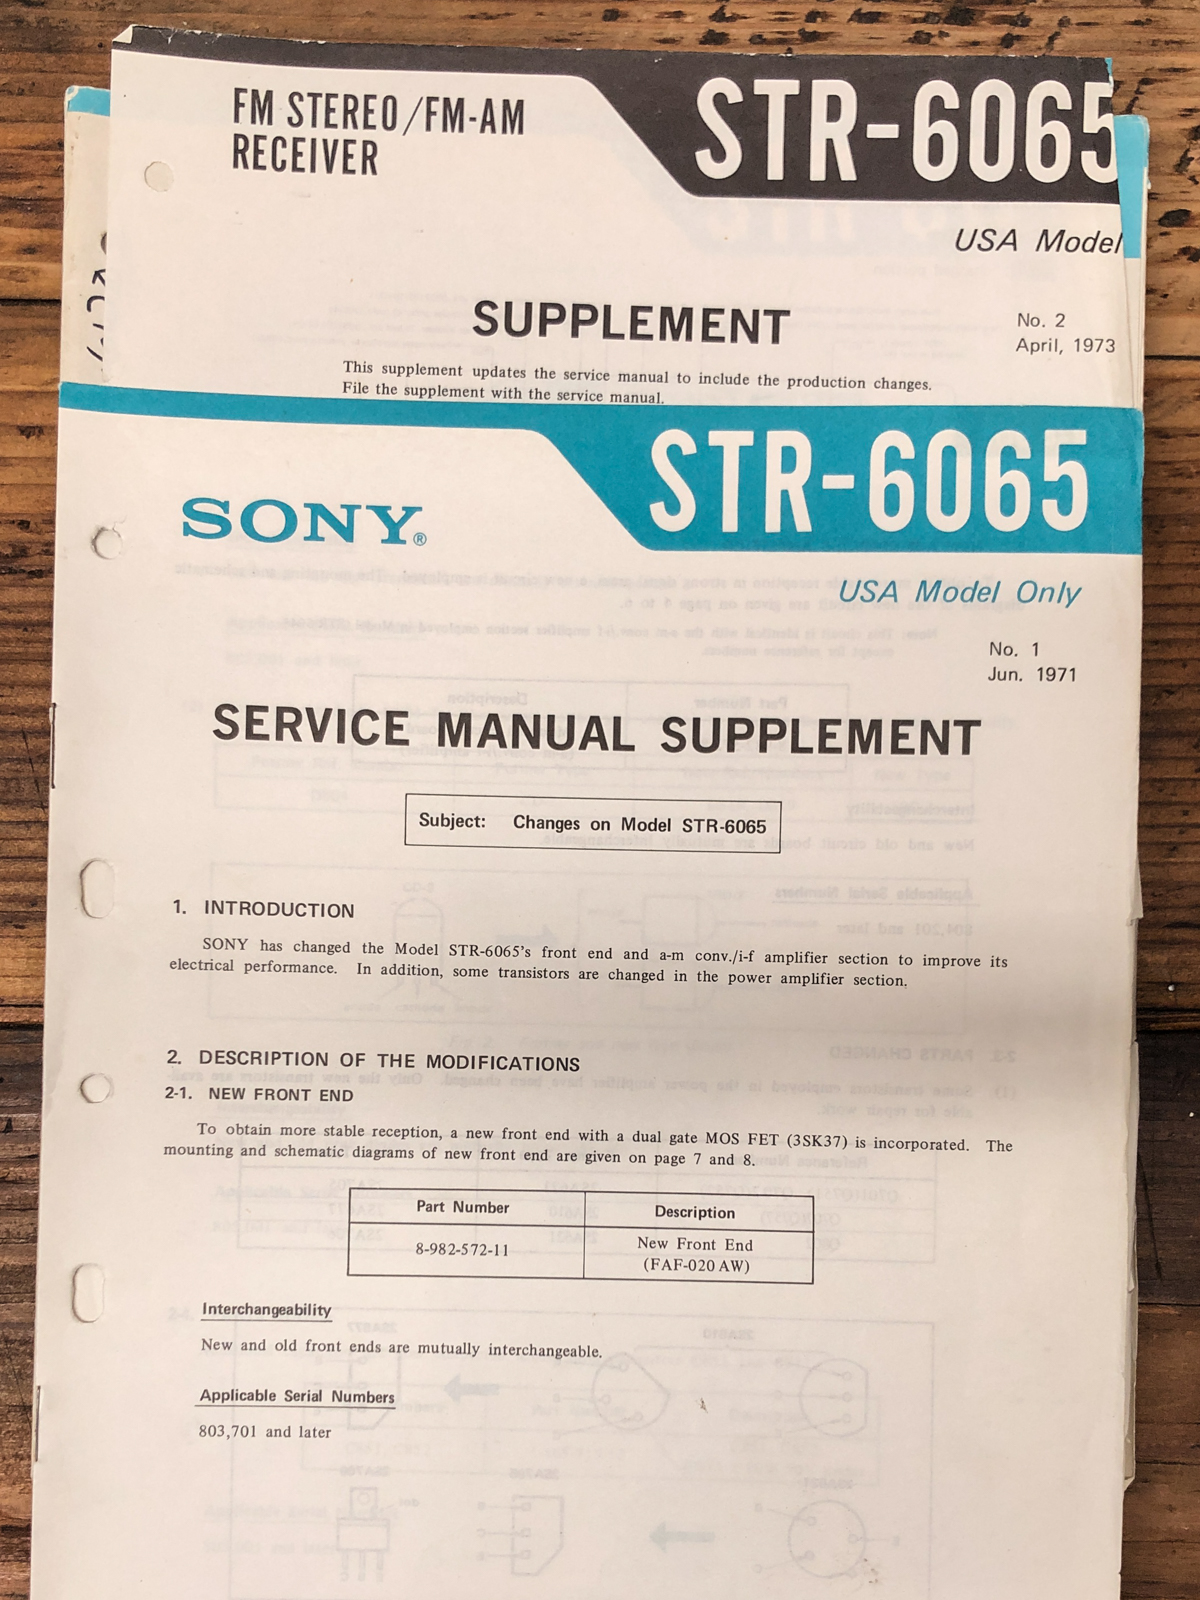 FM STEREO/FM-AM
RECEIVER
STR-6065
USA Model
SUPPLEMENT
No. 2
April, 1973
This supplement updates the service manual to include the production changes.
File the supplement with the service manual.
SONY®
STR-6065
USA Model Only
No. 1
Jun. 1971
SERVICE MANUAL SUPPLEMENT
Subject: Changes on Model STR-6065
1. INTRODUCTION
SONY has changed the Model STR-6065's front end and a-m conv./i-f amplifier section to improve its
electrical performance. In addition, some transistors are changed in the power amplifier section.
2. DESCRIPTION OF THE MODIFICATIONS
2-1. NEW FRONT END
To obtain more stable reception, a new front end with a dual gate MOS FET (3SK37) is incorporated. The
mounting and schematic diagrams of new front end are given on page 7 and 8.
Part Number Description
8-982-572-11 New Front End
(FAF-020 AW)
Interchangeability
New and old front ends are mutually interchangeable.
Applicable Serial Numbers
803,701 and later